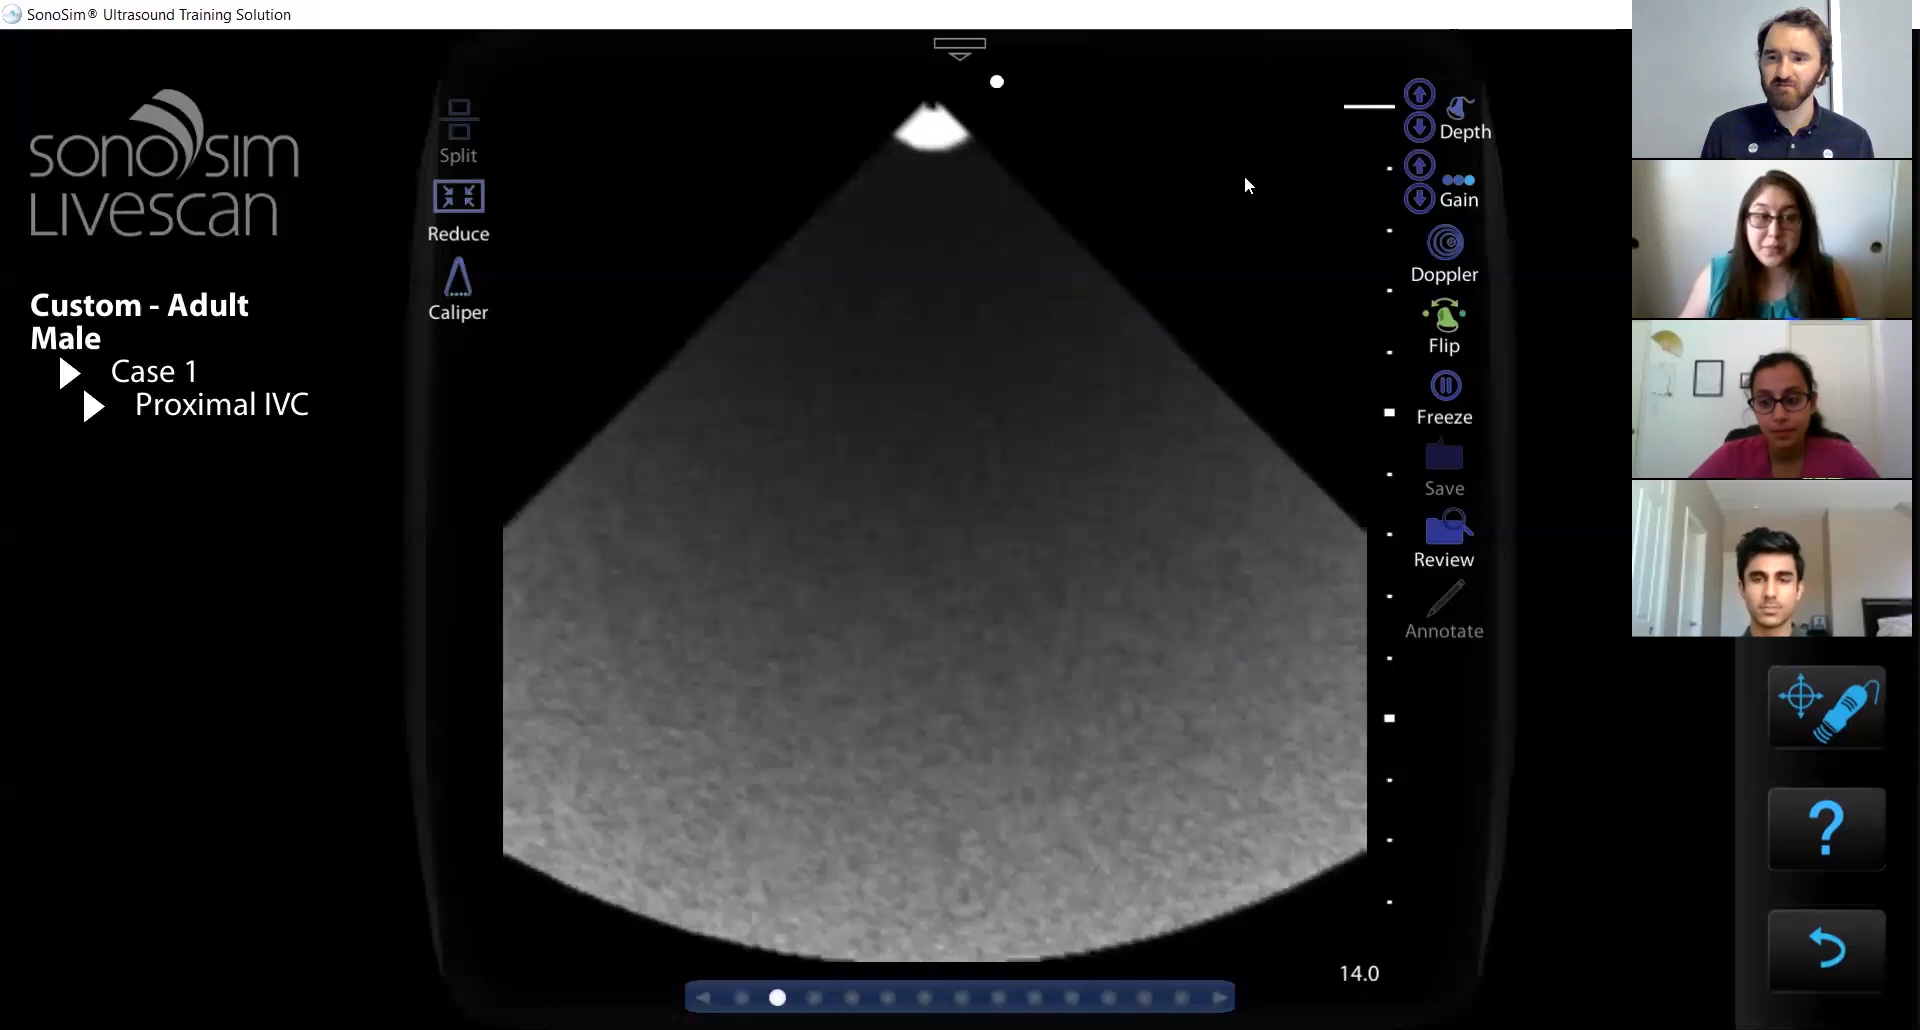 SonoSim® Ultrasound Training Solution
sonosim
LIVESCAN
Custom - Adult
Male
Case 1
Proximal IVC
Split
Reduce
Caliper
Depth
Gain
Doppler
Flip
Freeze
Save
Review
Annotate
14.0
?